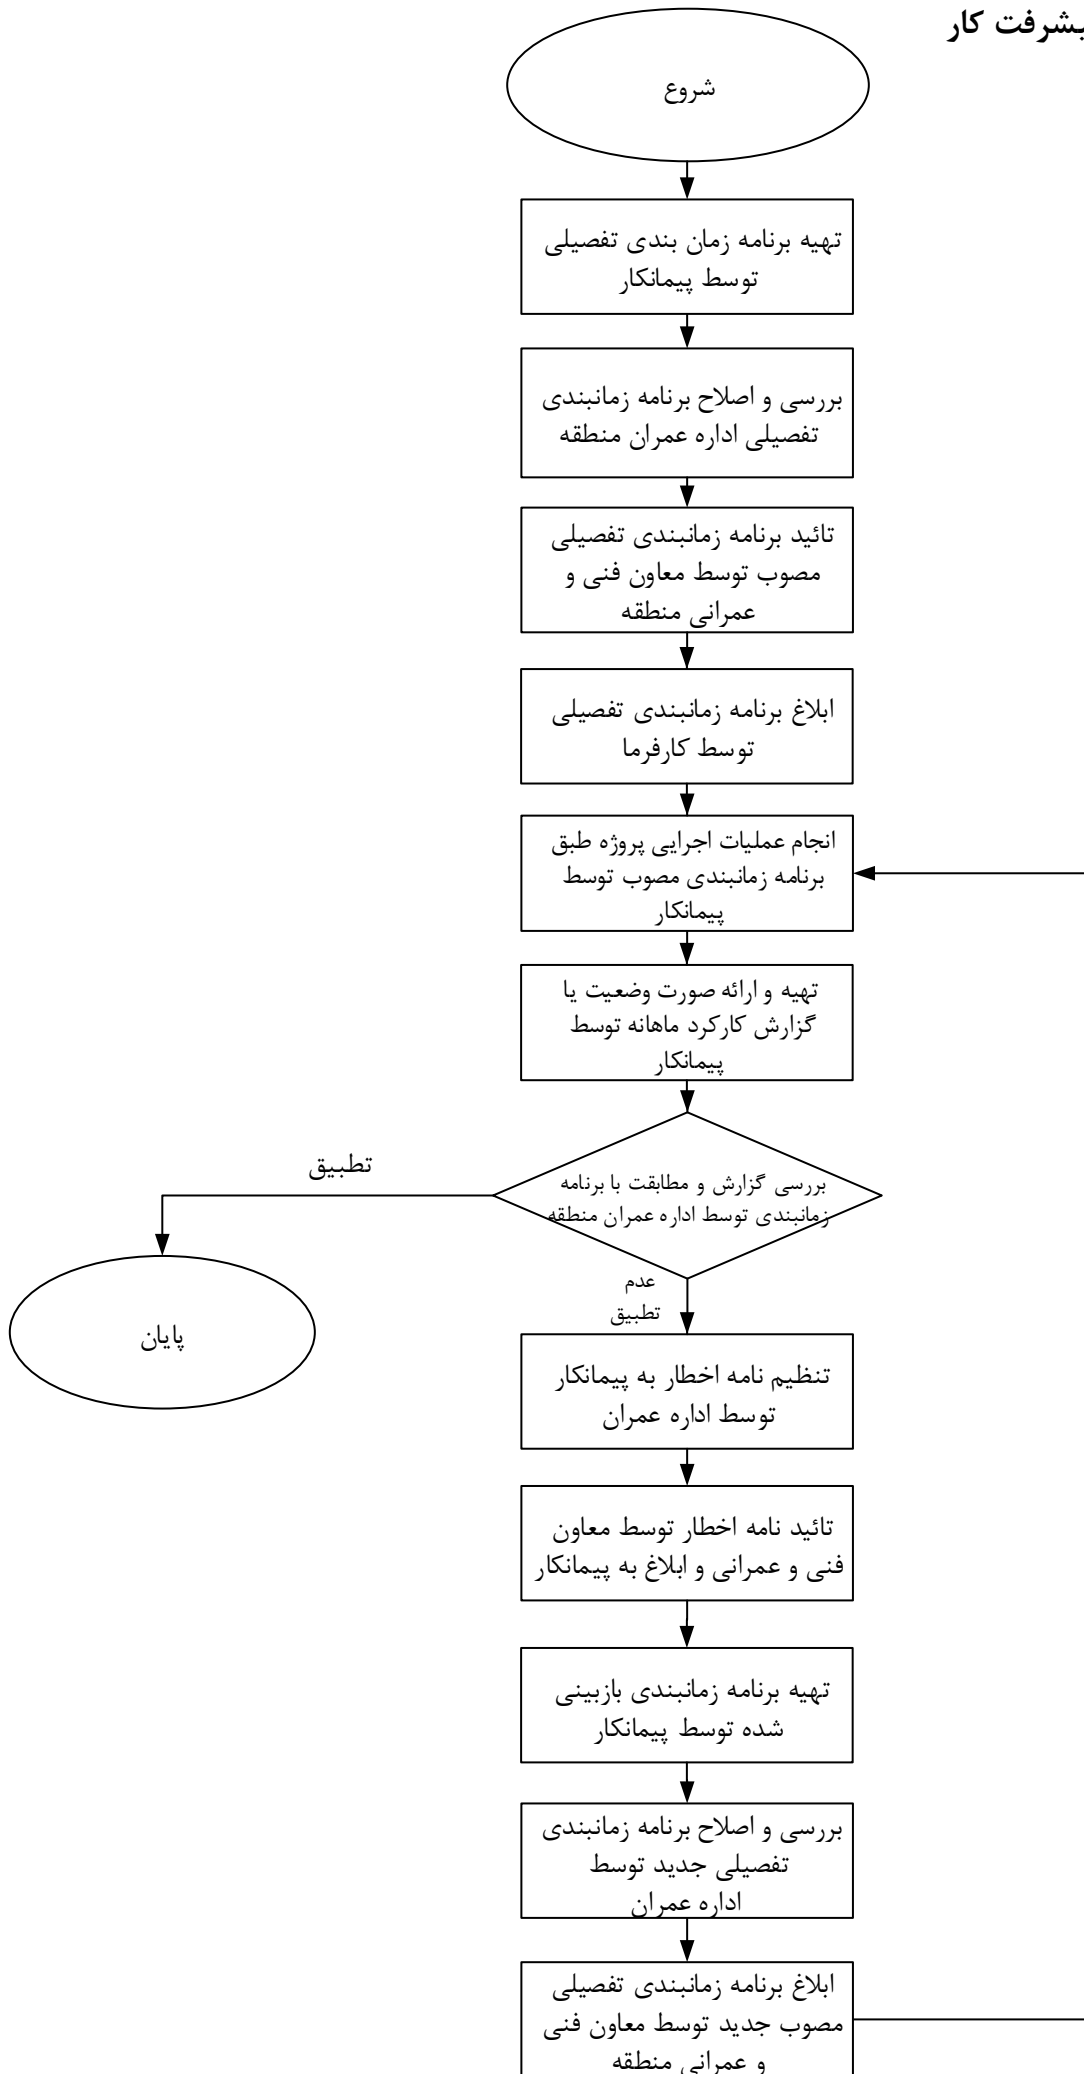 یشرفت کار
شروع
تهیه برنامه زمان بندی تفصیلی
توسط پیمانکار
بررسی و اصلاح برنامه زمانبندی
تفصیلی اداره عمران منطقه
تائید برنامه زمانبندی تفصیلی
مصوب توسط معاون فنی و
عمرانی منطقه
ابلاغ برنامه زمانبندی تفصیلی
توسط کارفرما
انجام عملیات اجرایی پروژه طبق
برنامه زمانبندی مصوب توسط
پیمانکار
تهیه و ارائه صورت وضعیت یا
گزارش کارکرد ماهانه توسط
پیمانکار
تطبیق
بررسی گزارش و مطابقت با برنامه
زمانبندی توسط اداره عمران منطقه
عدم
تطبیق
پایان
تنظیم نامه اخطار به پیمانکار
توسط اداره عمران
تائید نامه اخطار توسط معاون
فنی و عمرانی و ابلاغ به پیمانکار
تهیه برنامه زمانبندی بازبینی
شده توسط پیمانکار
بررسی و اصلاح برنامه زمانبندی
تفصیلی جدید توسط
اداره عمران
ابلاغ برنامه زمانبندی تفصیلی
مصوب جدید توسط معاون فنی
و عمرانی منطقه